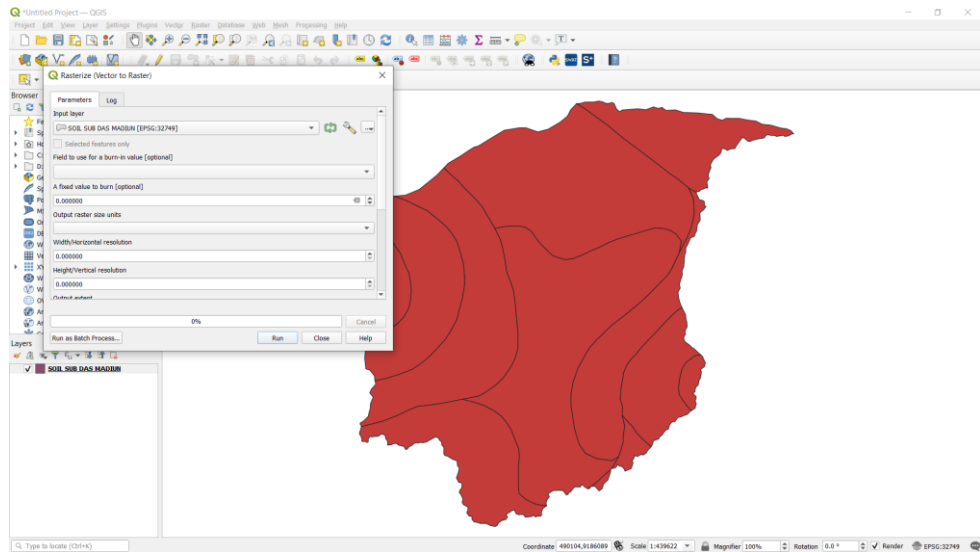 *Untitled Project — QGIS
Project Edit View Layer Settings Plugins Vector Raster Database Web Mesh Processing Help
Rasterize (Vector to Raster)
Browser
Parameters Log
Input layer
SOIL SUB DAS MADIUN [EPSG:32749]
Selected features only
Field to use for a burn-in value [optional]
A fixed value to burn [optional]
0.000000
Output raster size units
Width/Horizontal resolution
0.000000
Height/Vertical resolution
0.000000
Output extent
0%
Cancel
Run as Batch Process...
Run
Close
Help
Layers
SOIL SUB DAS MADIUN
Type to locate (Ctrl+K)
Coordinate 490104,9186089 Scale 1:439622 Magnifier 100% Rotation 0.0 ° Render EPSG:32749